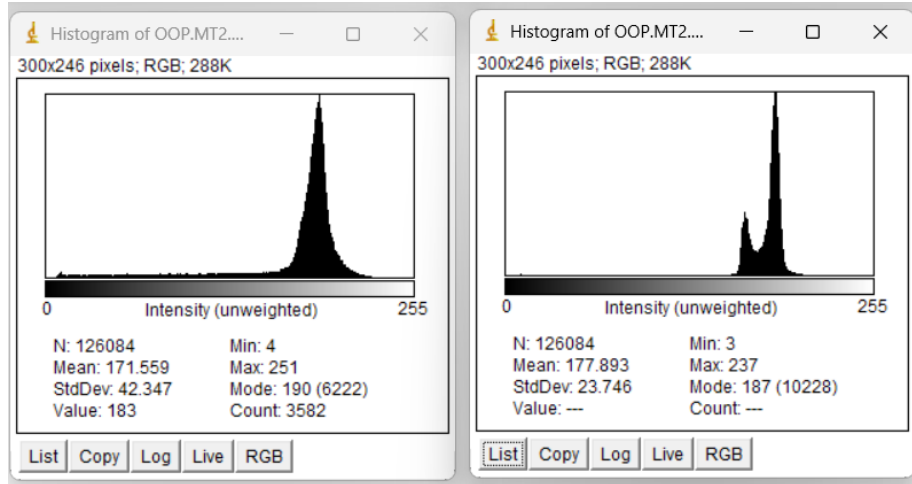 Histogram of OOP.MT2....
300x246 pixels; RGB; 288K
0 Intensity (unweighted) 255
N: 126084 Min: 4
Mean: 171.559 Max: 251
StdDev: 42.347 Mode: 190 (6222)
Value: 183 Count: 3582
List Copy Log Live RGB
Histogram of OOP.MT2....
300x246 pixels; RGB; 288K
0 Intensity (unweighted) 255
N: 126084 Min: 3
Mean: 177.893 Max: 237
StdDev: 23.746 Mode: 187 (10228)
Value: --- Count: ---
List Copy Log Live RGB